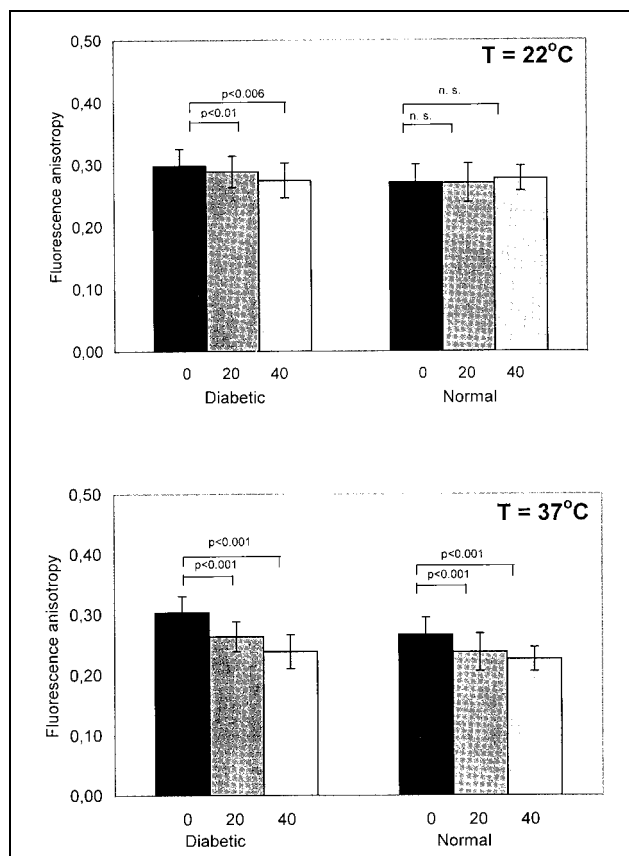 0,50
T = 22°C
n. s.
p<0.006
0,40
p<0.01
n. s.
0,30
0,20
0,10
0,00
Fluorescence anisotropy
0 20 40 0 20 40
Diabetic Normal
0,50
T = 37°C
p<0.001
p<0.001
0,40
p<0.001
p<0.001
0,30
0,20
0,10
0,00
Fluorescence anisotropy
0 20 40 0 20 40
Diabetic Normal